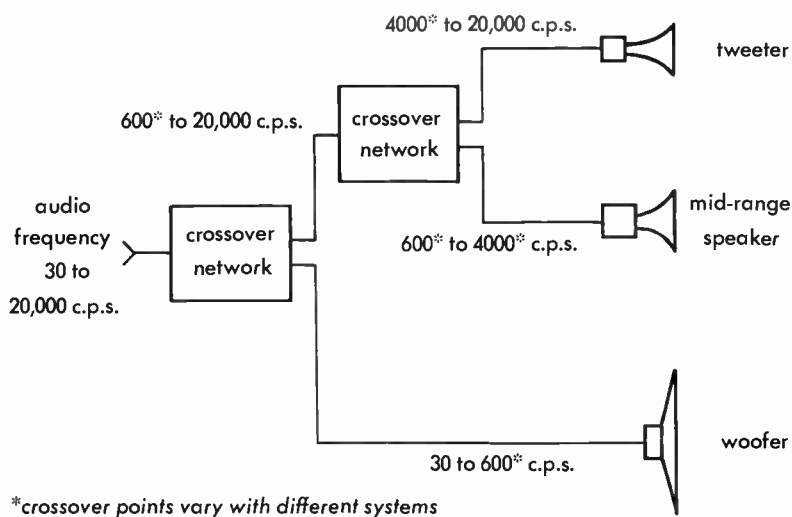 4000* to 20,000 c.p.s.
tweeter
600* to 20,000 c.p.s.
crossover
network
audio
frequency
30 to
20,000 c.p.s.
crossover
network
600* to 4000* c.p.s.
mid-range
speaker
30 to 600* c.p.s.
woofer
*crossover points vary with different systems